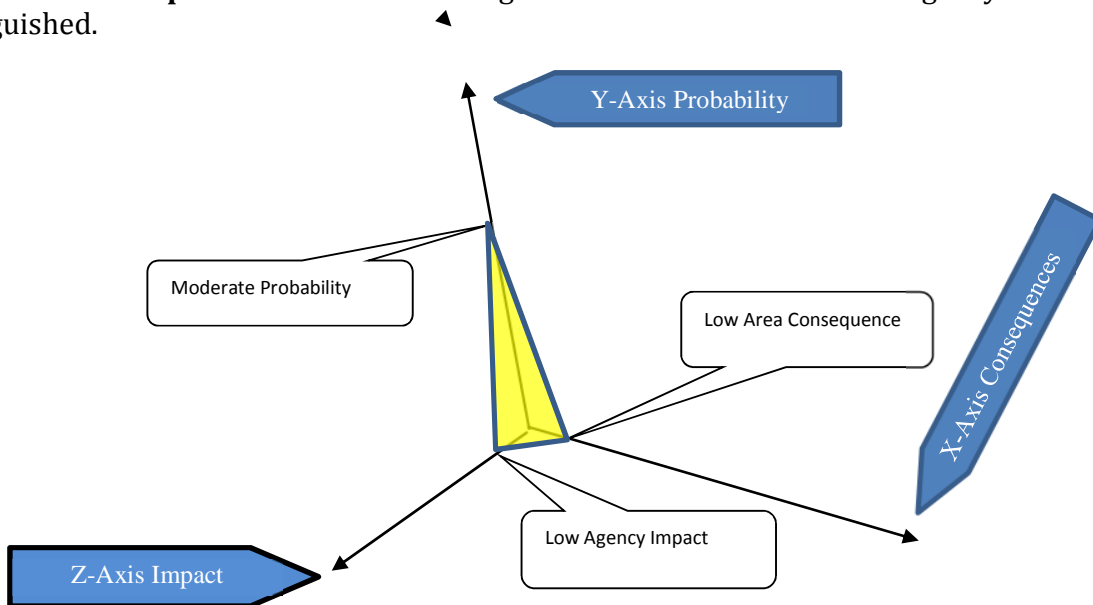 guished.
Y-Axis Probability
Moderate Probability
Low Area Consequence
X-Axis Consequences
Low Agency Impact
Z-Axis Impact